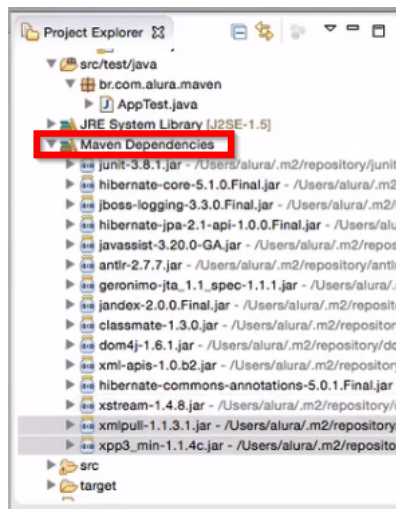 Project Explorer
src/test/java
br.com.alura.maven
AppTest.java
JRE System Library [J2SE-1.5]
Maven Dependencies
junit-3.8.1.jar - /Users/alura/.m2/repository/junit
hibernate-core-5.1.0.Final.jar - /Users/alura/.m2/
jboss-logging-3.3.0.Final.jar - /Users/alura/.m2/
hibernate-jpa-2.1-api-1.0.0.Final.jar - /Users/alu
javassist-3.20.0-GA.jar - /Users/alura/.m2/repos
antlr-2.7.7.jar - /Users/alura/.m2/repository/antl
geronimo-jta_1.1_spec-1.1.1.jar - /Users/alura/.
jandex-2.0.0.Final.jar - /Users/alura/.m2/reposito
classmate-1.3.0.jar - /Users/alura/.m2/repositor
dom4j-1.6.1.jar - /Users/alura/.m2/repository/do
xml-apis-1.0.b2.jar - /Users/alura/.m2/repositor
hibernate-commons-annotations-5.0.1.Final.jar
xstream-1.4.8.jar - /Users/alura/.m2/repository/
xmlpull-1.1.3.1.jar - /Users/alura/.m2/repositor
xpp3_min-1.1.4c.jar - /Users/alura/.m2/reposito
src
target